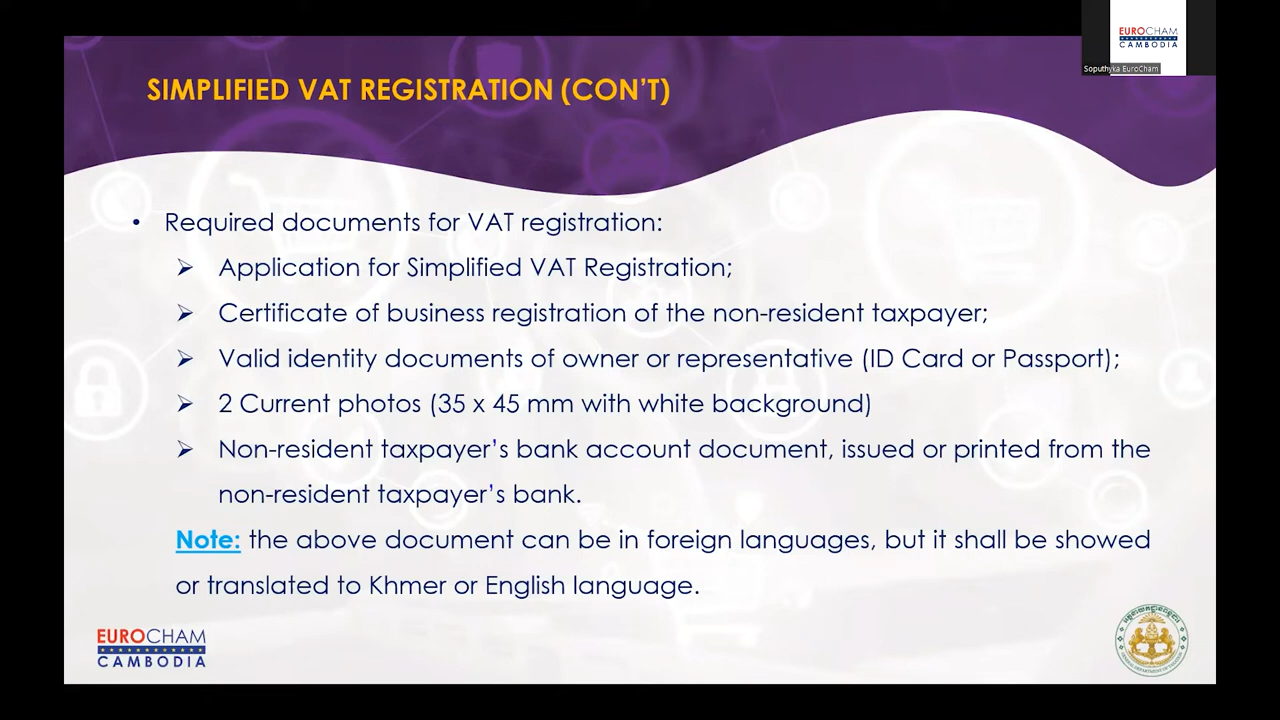 EUROCHAM
CAMBODIA
Soputhyka EuroCham
SIMPLIFIED VAT REGISTRATION (CON'T)
• Required documents for VAT registration:
➢ Application for Simplified VAT Registration;
➢ Certificate of business registration of the non-resident taxpayer;
➢ Valid identity documents of owner or representative (ID Card or Passport);
➢ 2 Current photos (35 x 45 mm with white background)
➢ Non-resident taxpayer's bank account document, issued or printed from the
non-resident taxpayer's bank.
Note: the above document can be in foreign languages, but it shall be showed
or translated to Khmer or English language.
EUROCHAM
CAMBODIA
GENERAL DEPARTMENT OF TAXATION